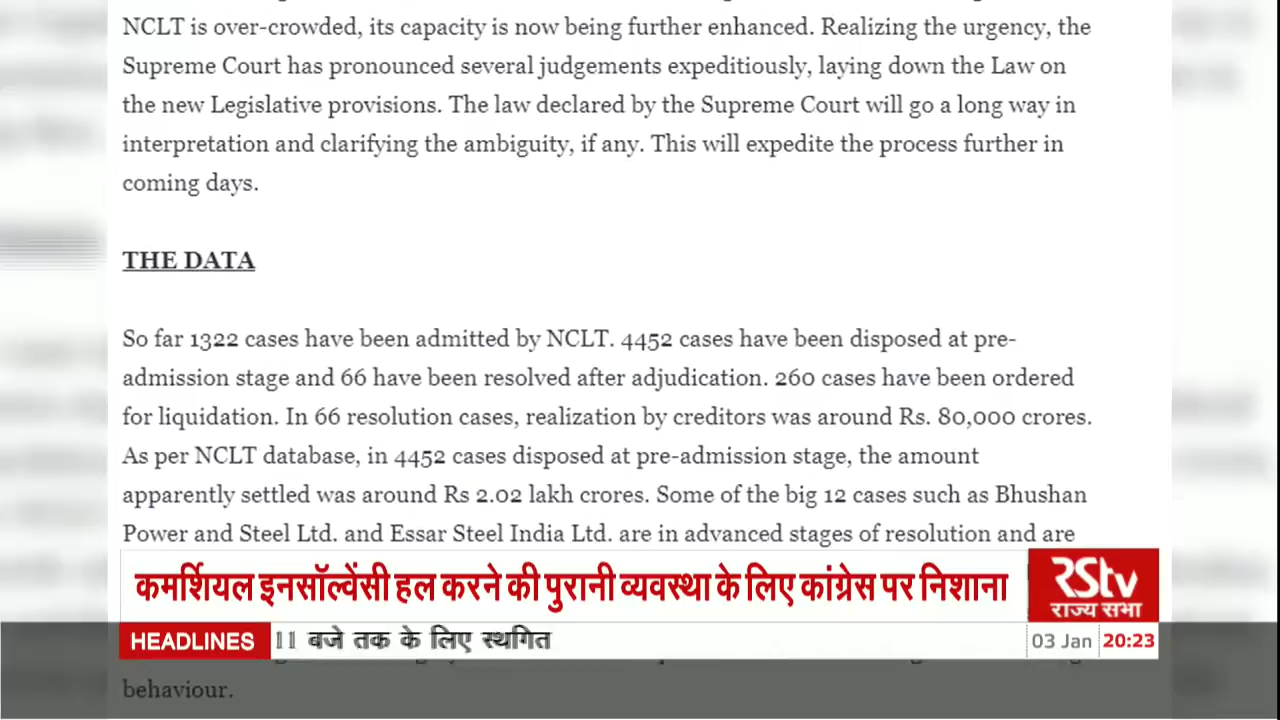 NCLT is over-crowded, its capacity is now being further enhanced. Realizing the urgency, the
Supreme Court has pronounced several judgements expeditiously, laying down the Law on
the new Legislative provisions. The law declared by the Supreme Court will go a long way in
interpretation and clarifying the ambiguity, if any. This will expedite the process further in
coming days.
THE DATA
So far 1322 cases have been admitted by NCLT. 4452 cases have been disposed at pre-
admission stage and 66 have been resolved after adjudication. 260 cases have been ordered
for liquidation. In 66 resolution cases, realization by creditors was around Rs. 80,000 crores.
As per NCLT database, in 4452 cases disposed at pre-admission stage, the amount
apparently settled was around Rs 2.02 lakh crores. Some of the big 12 cases such as Bhushan
Power and Steel Ltd. and Essar Steel India Ltd. are in advanced stages of resolution and are
कमर्शियल इनसॉल्वेंसी हल करने की पुरानी व्यवस्था के लिए कांग्रेस पर निशाना
RStv
राज्य सभा
HEADLINES 11 बजे तक के लिए स्थगित 03 Jan 20:23
behaviour.